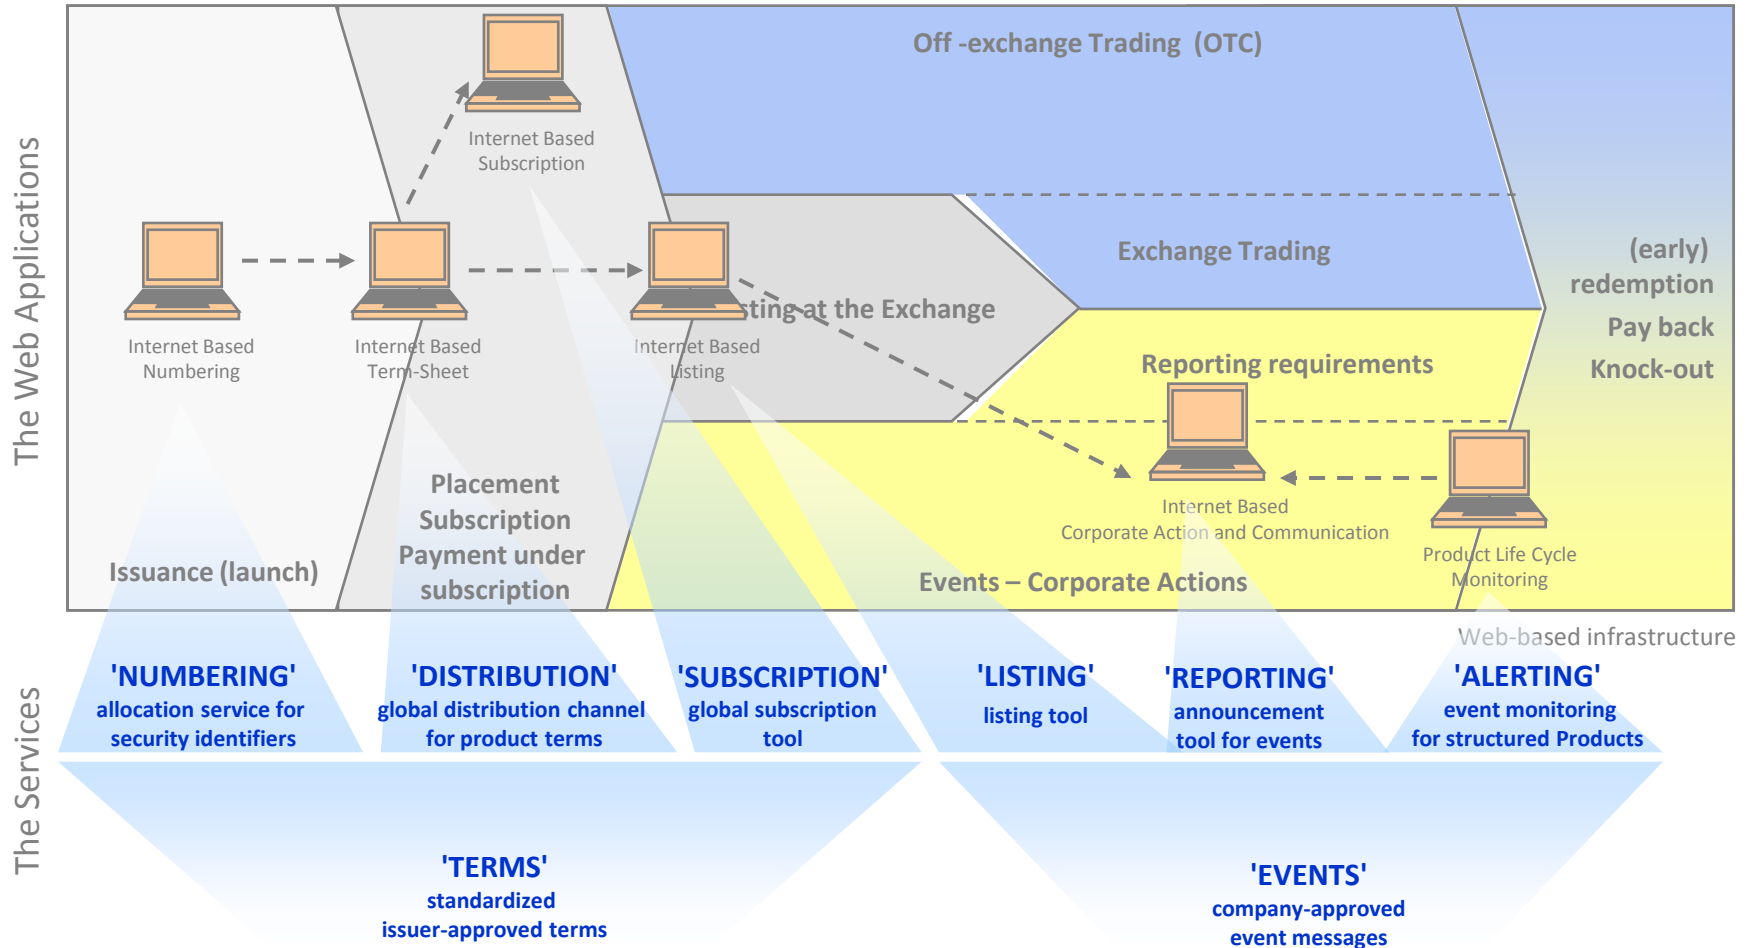 The Web Applications
Off -exchange Trading  (OTC)
Internet Based
Subscription
Exchange Trading
(early)
redemption
Pay back
Knock-out
sting at the Exchange
Internet Based
Numbering
Internet Based
Term-Sheet
Internet Based
Listing
Reporting requirements
Placement
Subscription
Payment under
subscription
Internet Based
Corporate Action and Communication
Product Life Cycle
Monitoring
Issuance (launch)
Events – Corporate Actions
Web-based infrastructure
The Services
'NUMBERING'
allocation service for
security identifiers
'DISTRIBUTION'
global distribution channel
for product terms
'SUBSCRIPTION'
global subscription
tool
'LISTING'
listing tool
'REPORTING'
announcement
tool for events
'ALERTING'
event monitoring
for structured Products
'TERMS'
standardized
issuer-approved terms
'EVENTS'
company-approved
event messages